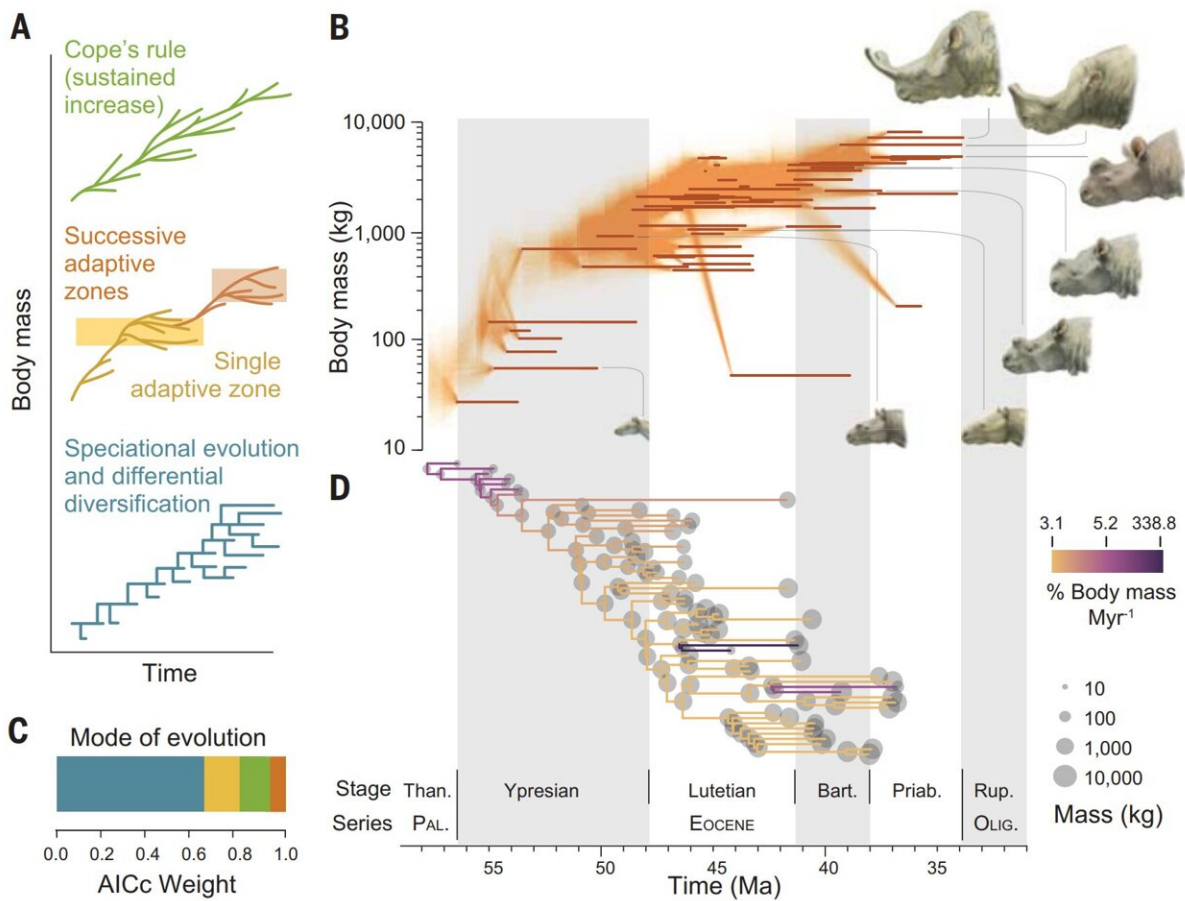 A
Cope's rule
(sustained
increase)
Successive
adaptive
zones
Single
adaptive zone
Speciational evolution
and differential
diversification
Body mass
Time
B
10,000
1,000
100
10
Body mass (kg)
C
Mode of evolution
0.0 0.2 0.4 0.6 0.8 1.0
AICc Weight
D
3.1 5.2 338.8
% Body mass
Myr-1
10
100
1,000
10,000
Mass (kg)
Stage Than. Ypresian Lutetian Bart. Priab. Rup.
Series PAL. EOCENE OLIG.
55 50 45 40 35
Time (Ma)